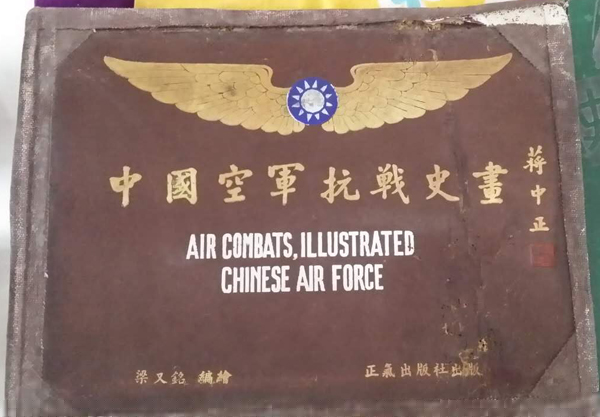 中國空軍抗戰史畫
蔣中正
AIR COMBATS, ILLUSTRATED
CHINESE AIR FORCE
梁又銘 編繪
正氣出版社出版